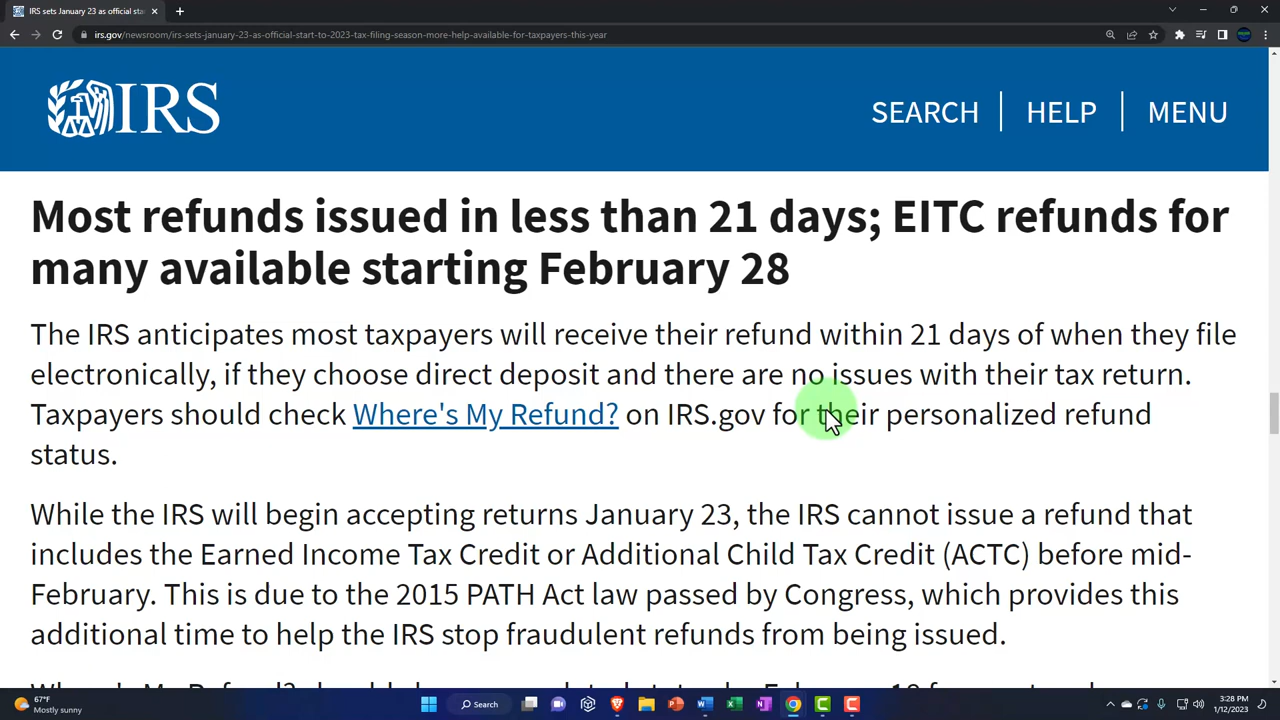 IRS sets January 23 as official sta
irs.gov/newsroom/irs-sets-january-23-as-official-start-to-2023-tax-filing-season-more-help-available-for-taxpayers-this-year
IRS
SEARCH HELP MENU
Most refunds issued in less than 21 days; EITC refunds for
many available starting February 28
The IRS anticipates most taxpayers will receive their refund within 21 days of when they file
electronically, if they choose direct deposit and there are no issues with their tax return.
Taxpayers should check Where's My Refund? on IRS.gov for their personalized refund
status.
While the IRS will begin accepting returns January 23, the IRS cannot issue a refund that
includes the Earned Income Tax Credit or Additional Child Tax Credit (ACTC) before mid-
February. This is due to the 2015 PATH Act law passed by Congress, which provides this
additional time to help the IRS stop fraudulent refunds from being issued.
67°F
Mostly sunny
Search
3:28 PM
1/12/2023